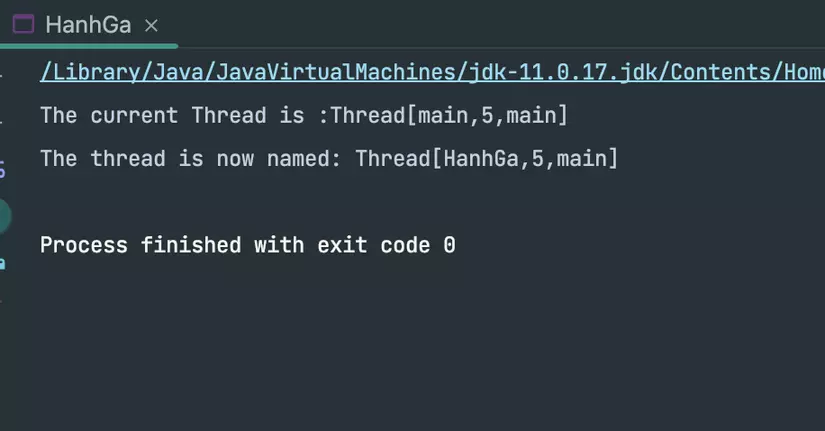 HanhGa
/Library/Java/JavaVirtualMachines/jdk-11.0.17.jdk/Contents/Home
The current Thread is :Thread[main,5,main]
The thread is now named: Thread[HanhGa,5,main]
Process finished with exit code 0